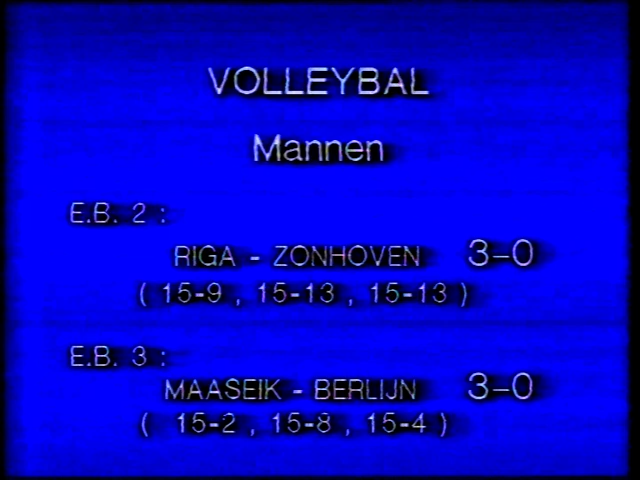 VOLLEYBAL
Mannen
E.B. 2 :
RIGA - ZONHOVEN 3-0
( 15-9 , 15-13 , 15-13 )
E.B. 3 :
MAASEIK - BERLIJN 3-0
( 15-2 , 15-8 , 15-4 )